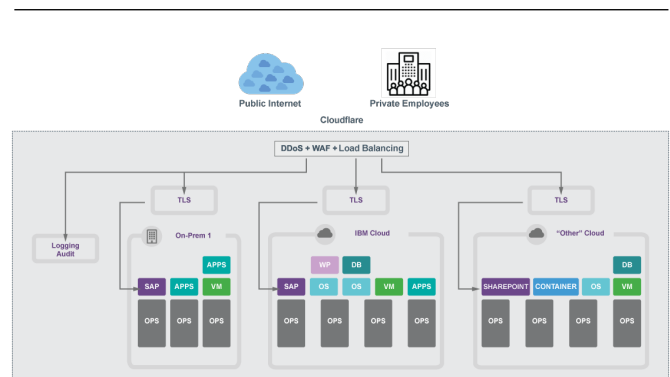 Public Internet
Private Employees
Cloudflare
DDoS + WAF + Load Balancing
TLS
TLS
TLS
Logging
Audit
On-Prem 1
IBM Cloud
“Other” Cloud
APPS
WP
DB
DB
SAP
APPS
VM
SAP
OS
OS
VM
APPS
SHAREPOINT
CONTAINER
OS
VM
OPS
OPS
OPS
OPS
OPS
OPS
OPS
OPS
OPS
OPS
OPS